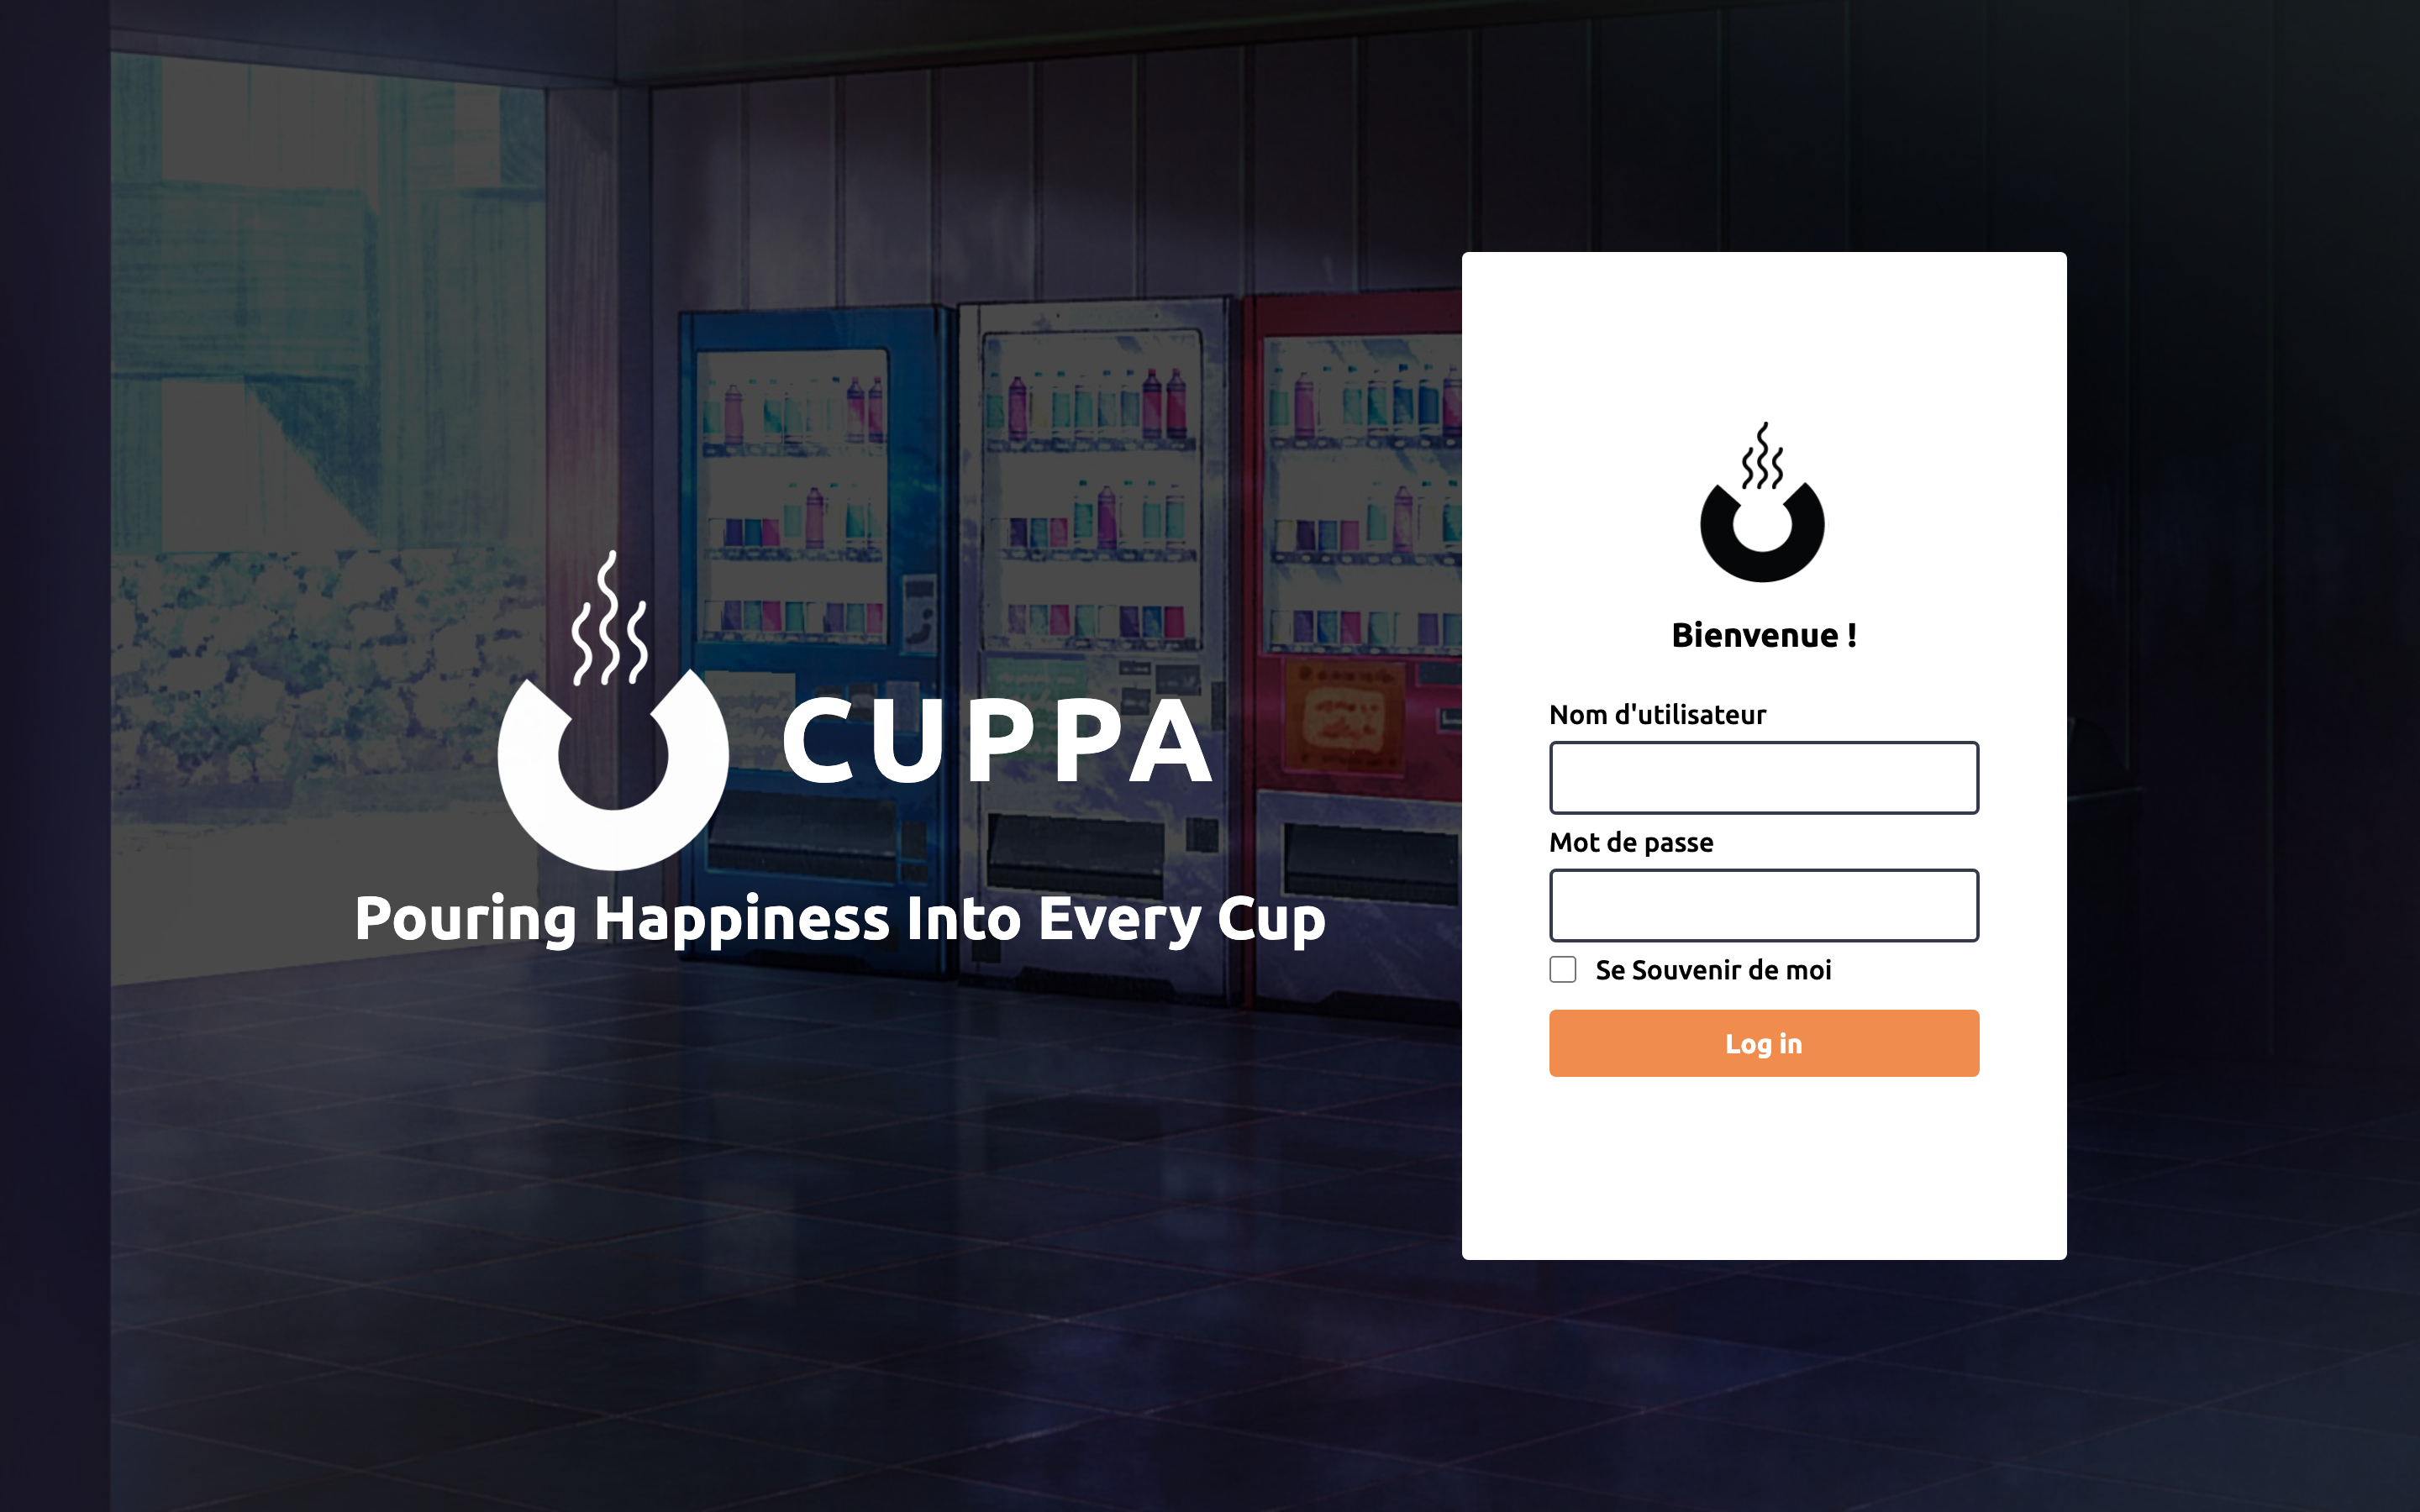 CUPPA
Pouring Happiness Into Every Cup
Bienvenue !
Nom d'utilisateur
Mot de passe
Se Souvenir de moi
Log in